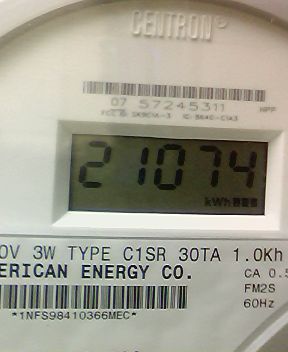 CENTRON®
07 57245311
HPP
21074
kWh
0V 3W TYPE C1SR 30TA 1.0Kh
ERICAN ENERGY CO.
CA 0.5
FM2S
60Hz
*1NFS98410366MEC*